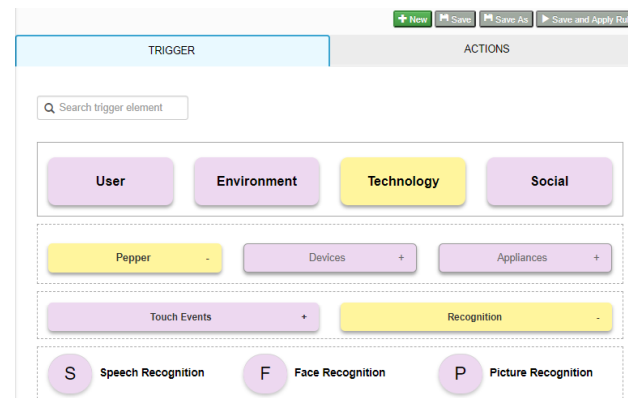 + New Save Save As Save and Apply Rul
TRIGGER ACTIONS
Search trigger element
User Environment Technology Social
Pepper - Devices + Appliances +
Touch Events + Recognition -
S Speech Recognition F Face Recognition P Picture Recognition